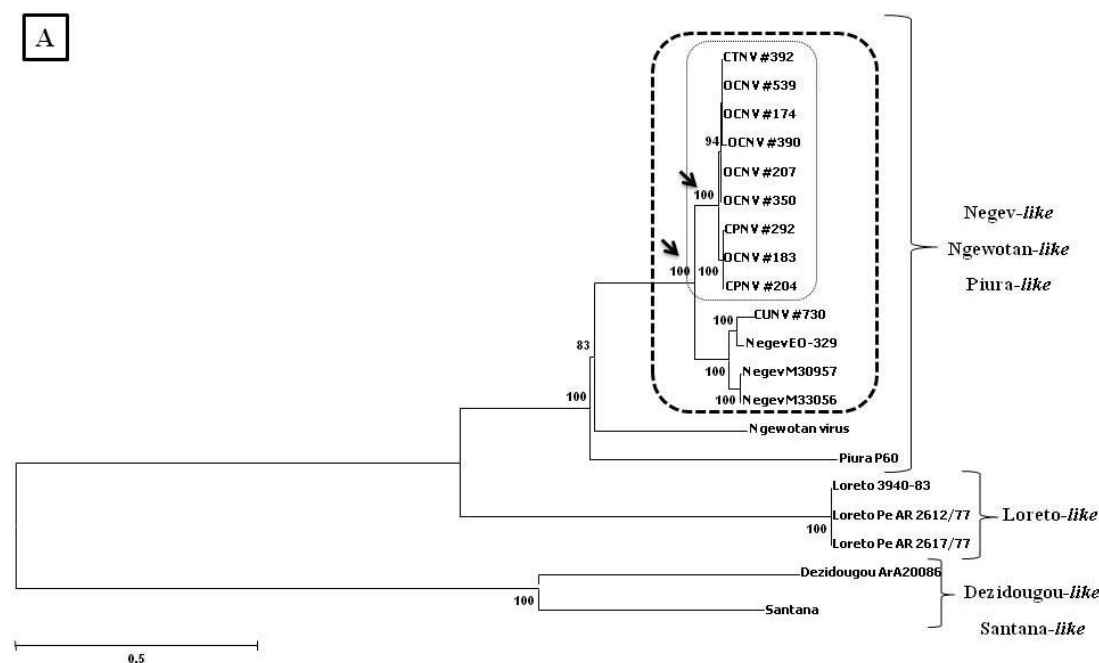 A
CTNV #392
OCNV #539
OCNV #174
94
OCNV #390
OCNV #207
100
OCNV #350
CPNV #292
100
100
OCNV #183
CPNV #204
100
CUNV #730
NegevEO-329
100
NegevM30957
100
NegevM33056
83
100
Ngewotan virus
Piura P60
Negev-like
Ngewotan-like
Piura-like
Loreto 3940-83
Loreto Pe AR 2612/77
100
Loreto Pe AR 2617/77
Loreto-like
Dezidougou ArA20086
100
Santana
Dezidougou-like
Santana-like
0.5